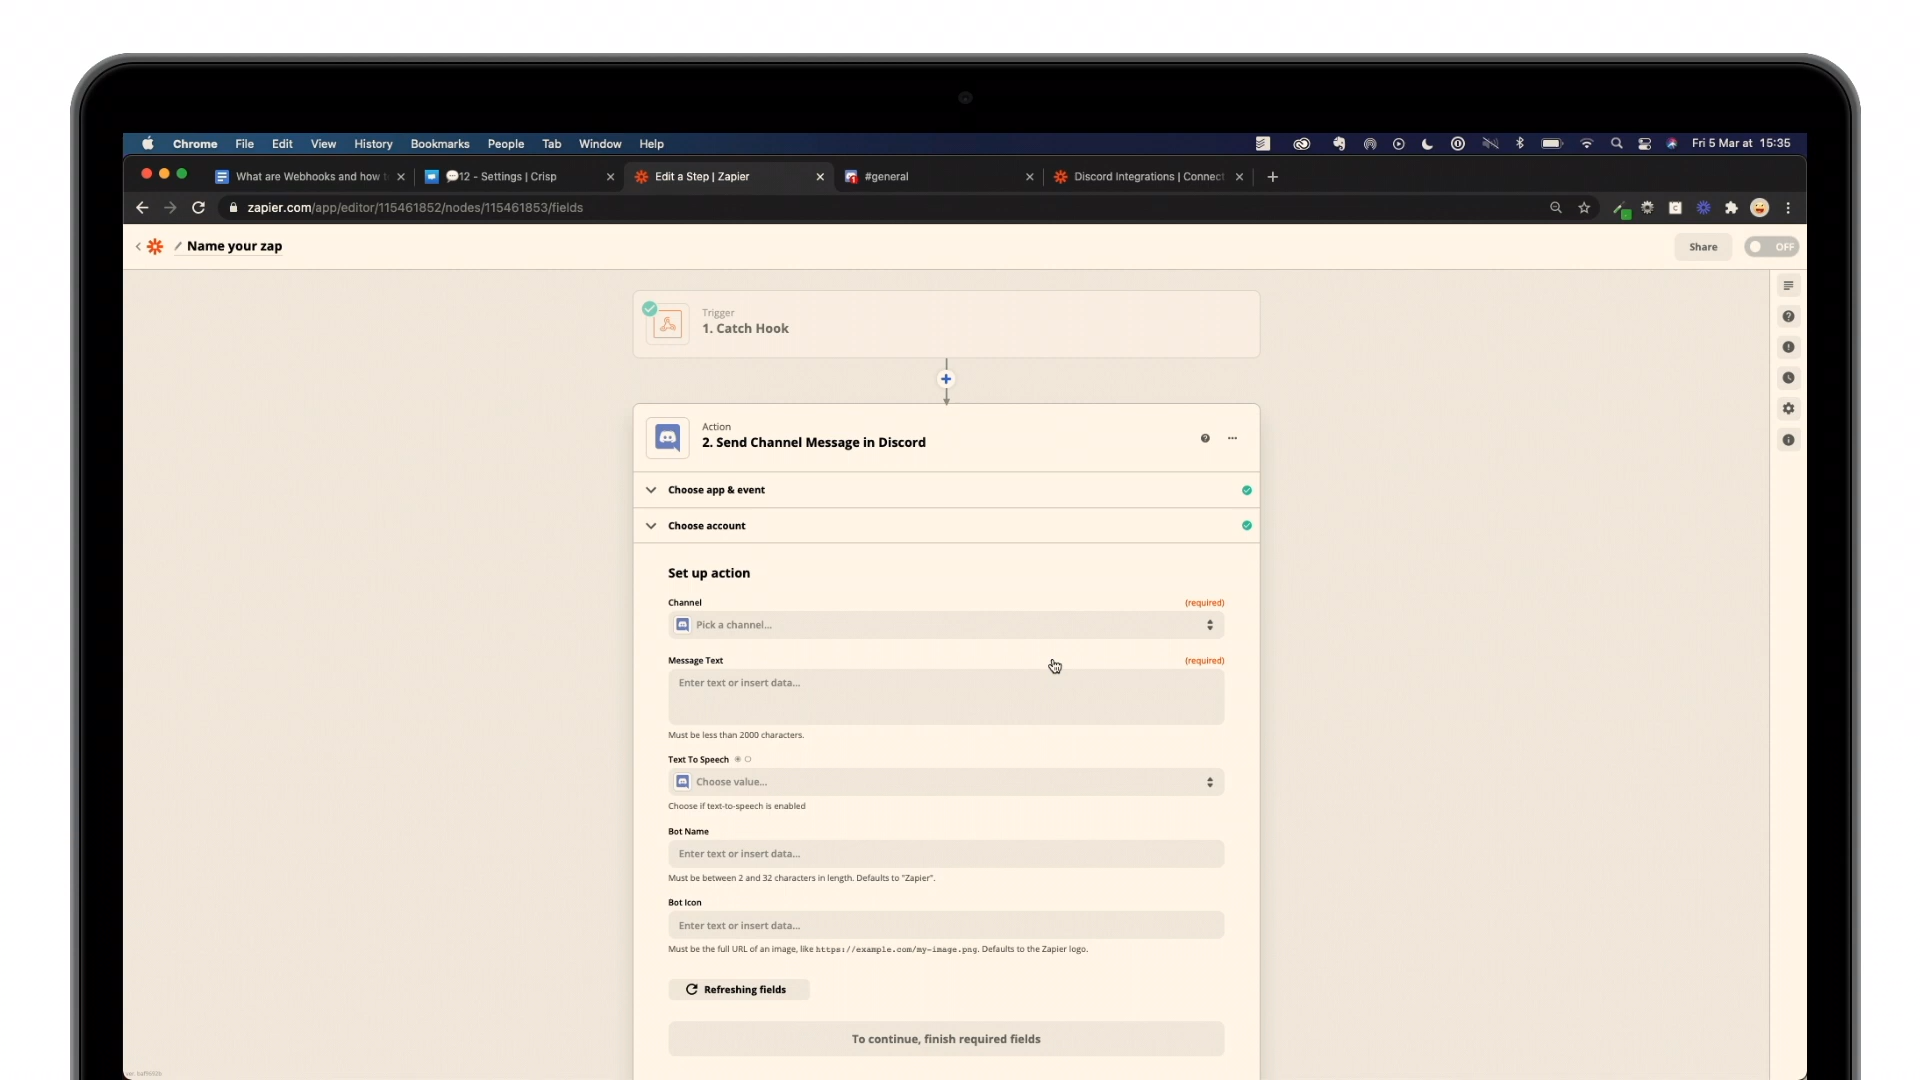 Chrome File Edit View History Bookmarks People Tab Window Help Fri 5 Mar at 15:35
What are Webhooks and how 12 - Settings | Crisp Edit a Step | Zapier #general Discord Integrations | Connect
zapier.com/app/editor/115461852/nodes/115461853/fields
Name your zap Share OFF
Trigger
1. Catch Hook
Action
2. Send Channel Message in Discord
Choose app & event
Choose account
Set up action
Channel (required)
Pick a channel...
Message Text (required)
Enter text or insert data...
Must be less than 2000 characters.
Text To Speech
Choose value...
Choose if text-to-speech is enabled
Bot Name
Enter text or insert data...
Must be between 2 and 32 characters in length. Defaults to "Zapier".
Bot Icon
Enter text or insert data...
Must be the full URL of an image, like https://example.com/my-image.png. Defaults to the Zapier logo.
Refreshing fields
To continue, finish required fields